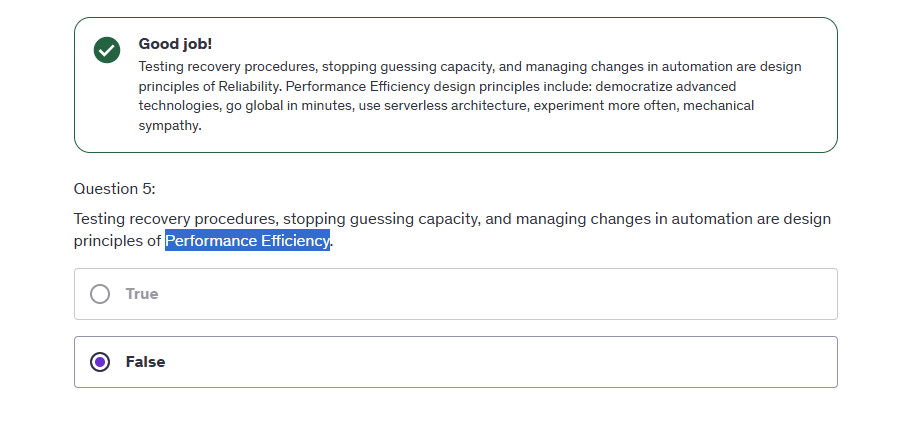 Good job!
Testing recovery procedures, stopping guessing capacity, and managing changes in automation are design
principles of Reliability. Performance Efficiency design principles include: democratize advanced
technologies, go global in minutes, use serverless architecture, experiment more often, mechanical
sympathy.
Question 5:
Testing recovery procedures, stopping guessing capacity, and managing changes in automation are design
principles of Performance Efficiency.
True
False